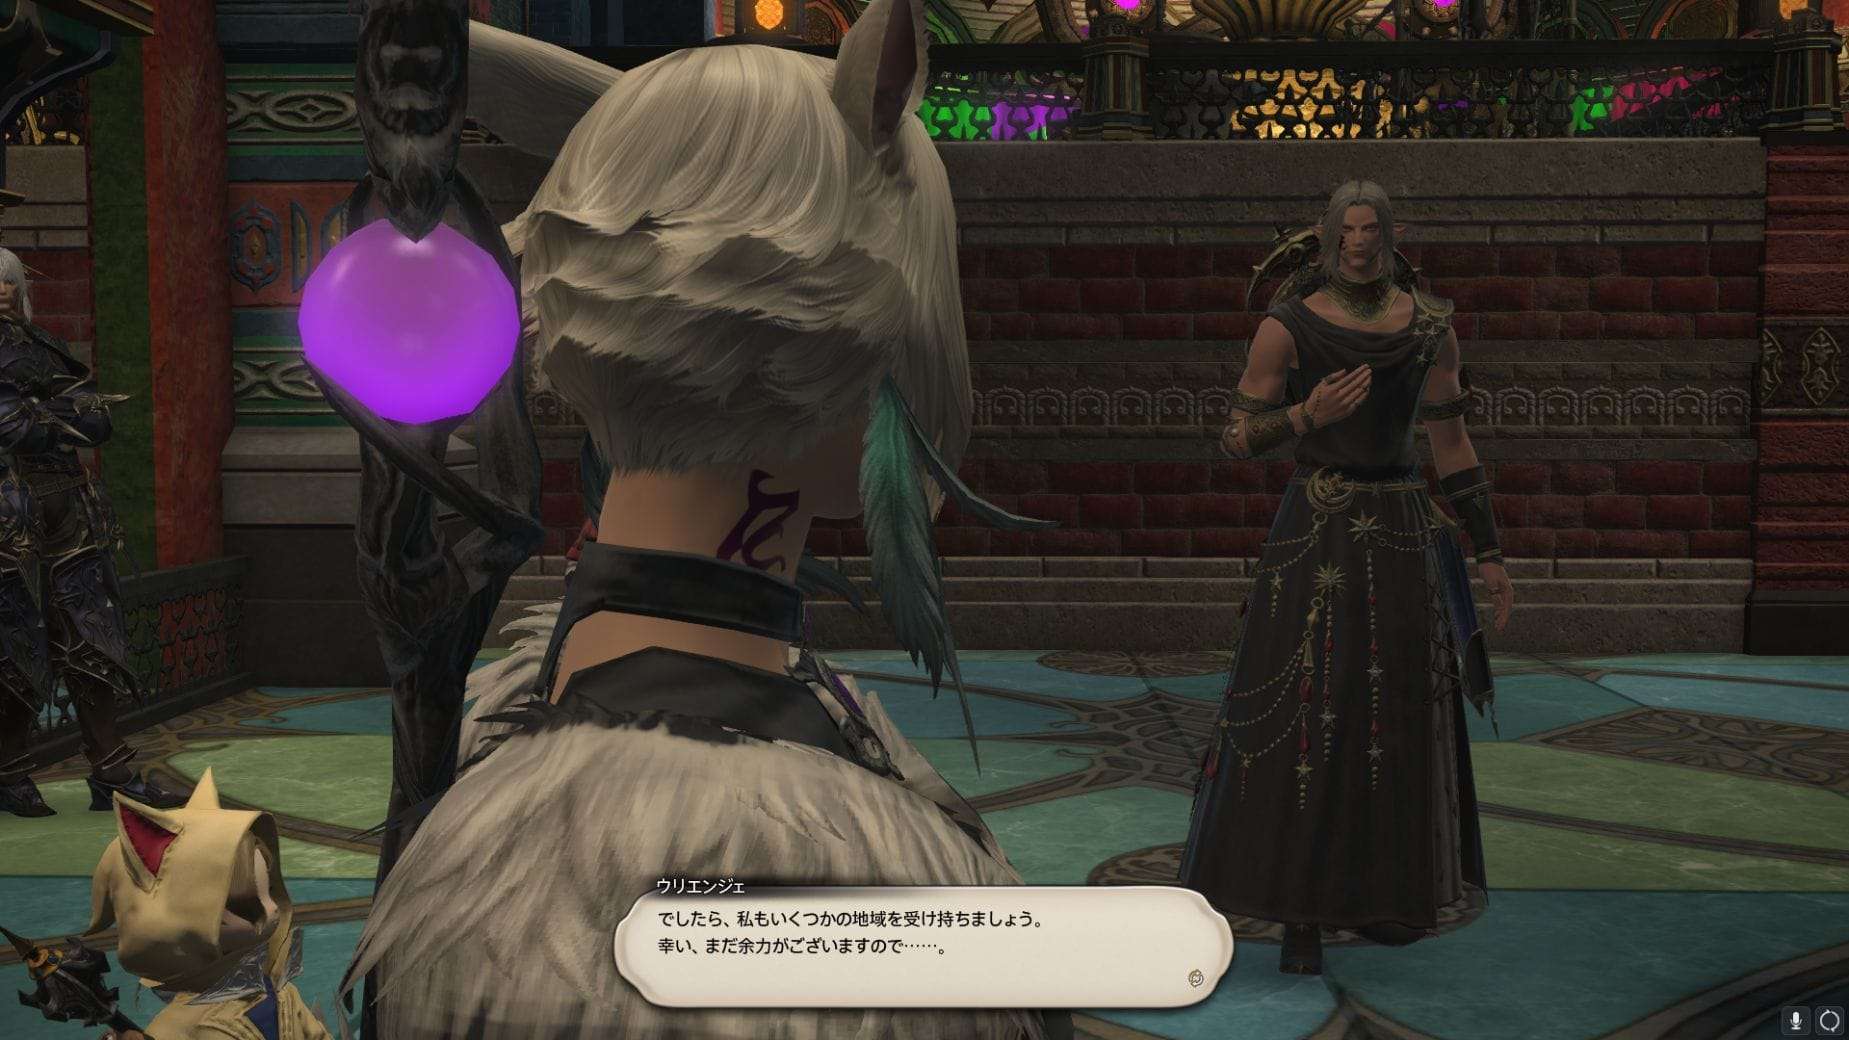 ウリエンジェ
でしたら、私もいくつかの地域を受け持ちましょう。
幸い、まだ余力がございますので……。